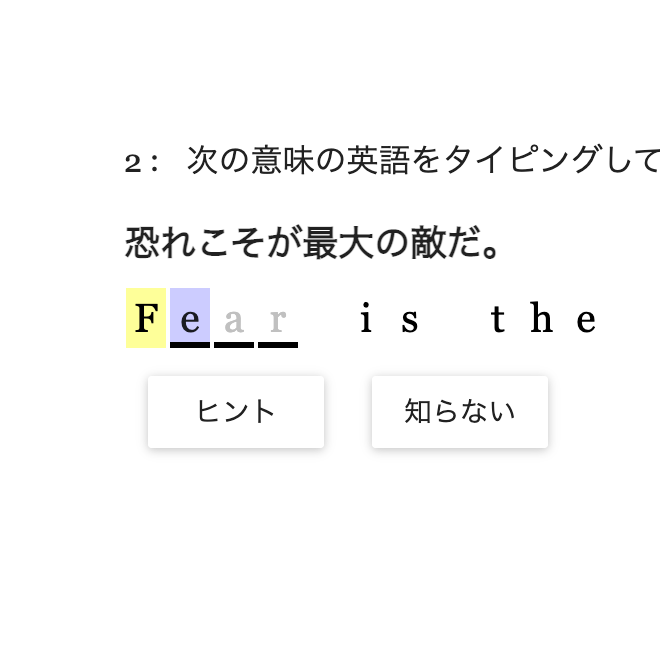 2： 次の意味の英語をタイピングして
恐れこそが最大の敵だ。
Fear is the
ヒント 知らない